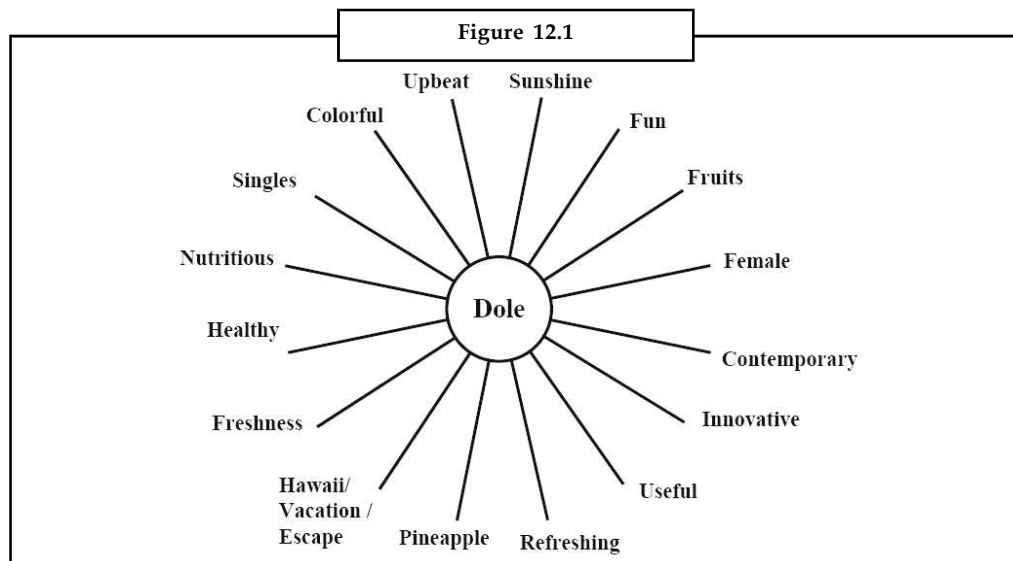 Figure 12.1
Upbeat
Sunshine
Colorful
Fun
Singles
Fruits
Nutritious
Female
Dole
Healthy
Contemporary
Freshness
Innovative
Hawaii/
Vacation /
Escape
Useful
Pineapple
Refreshing